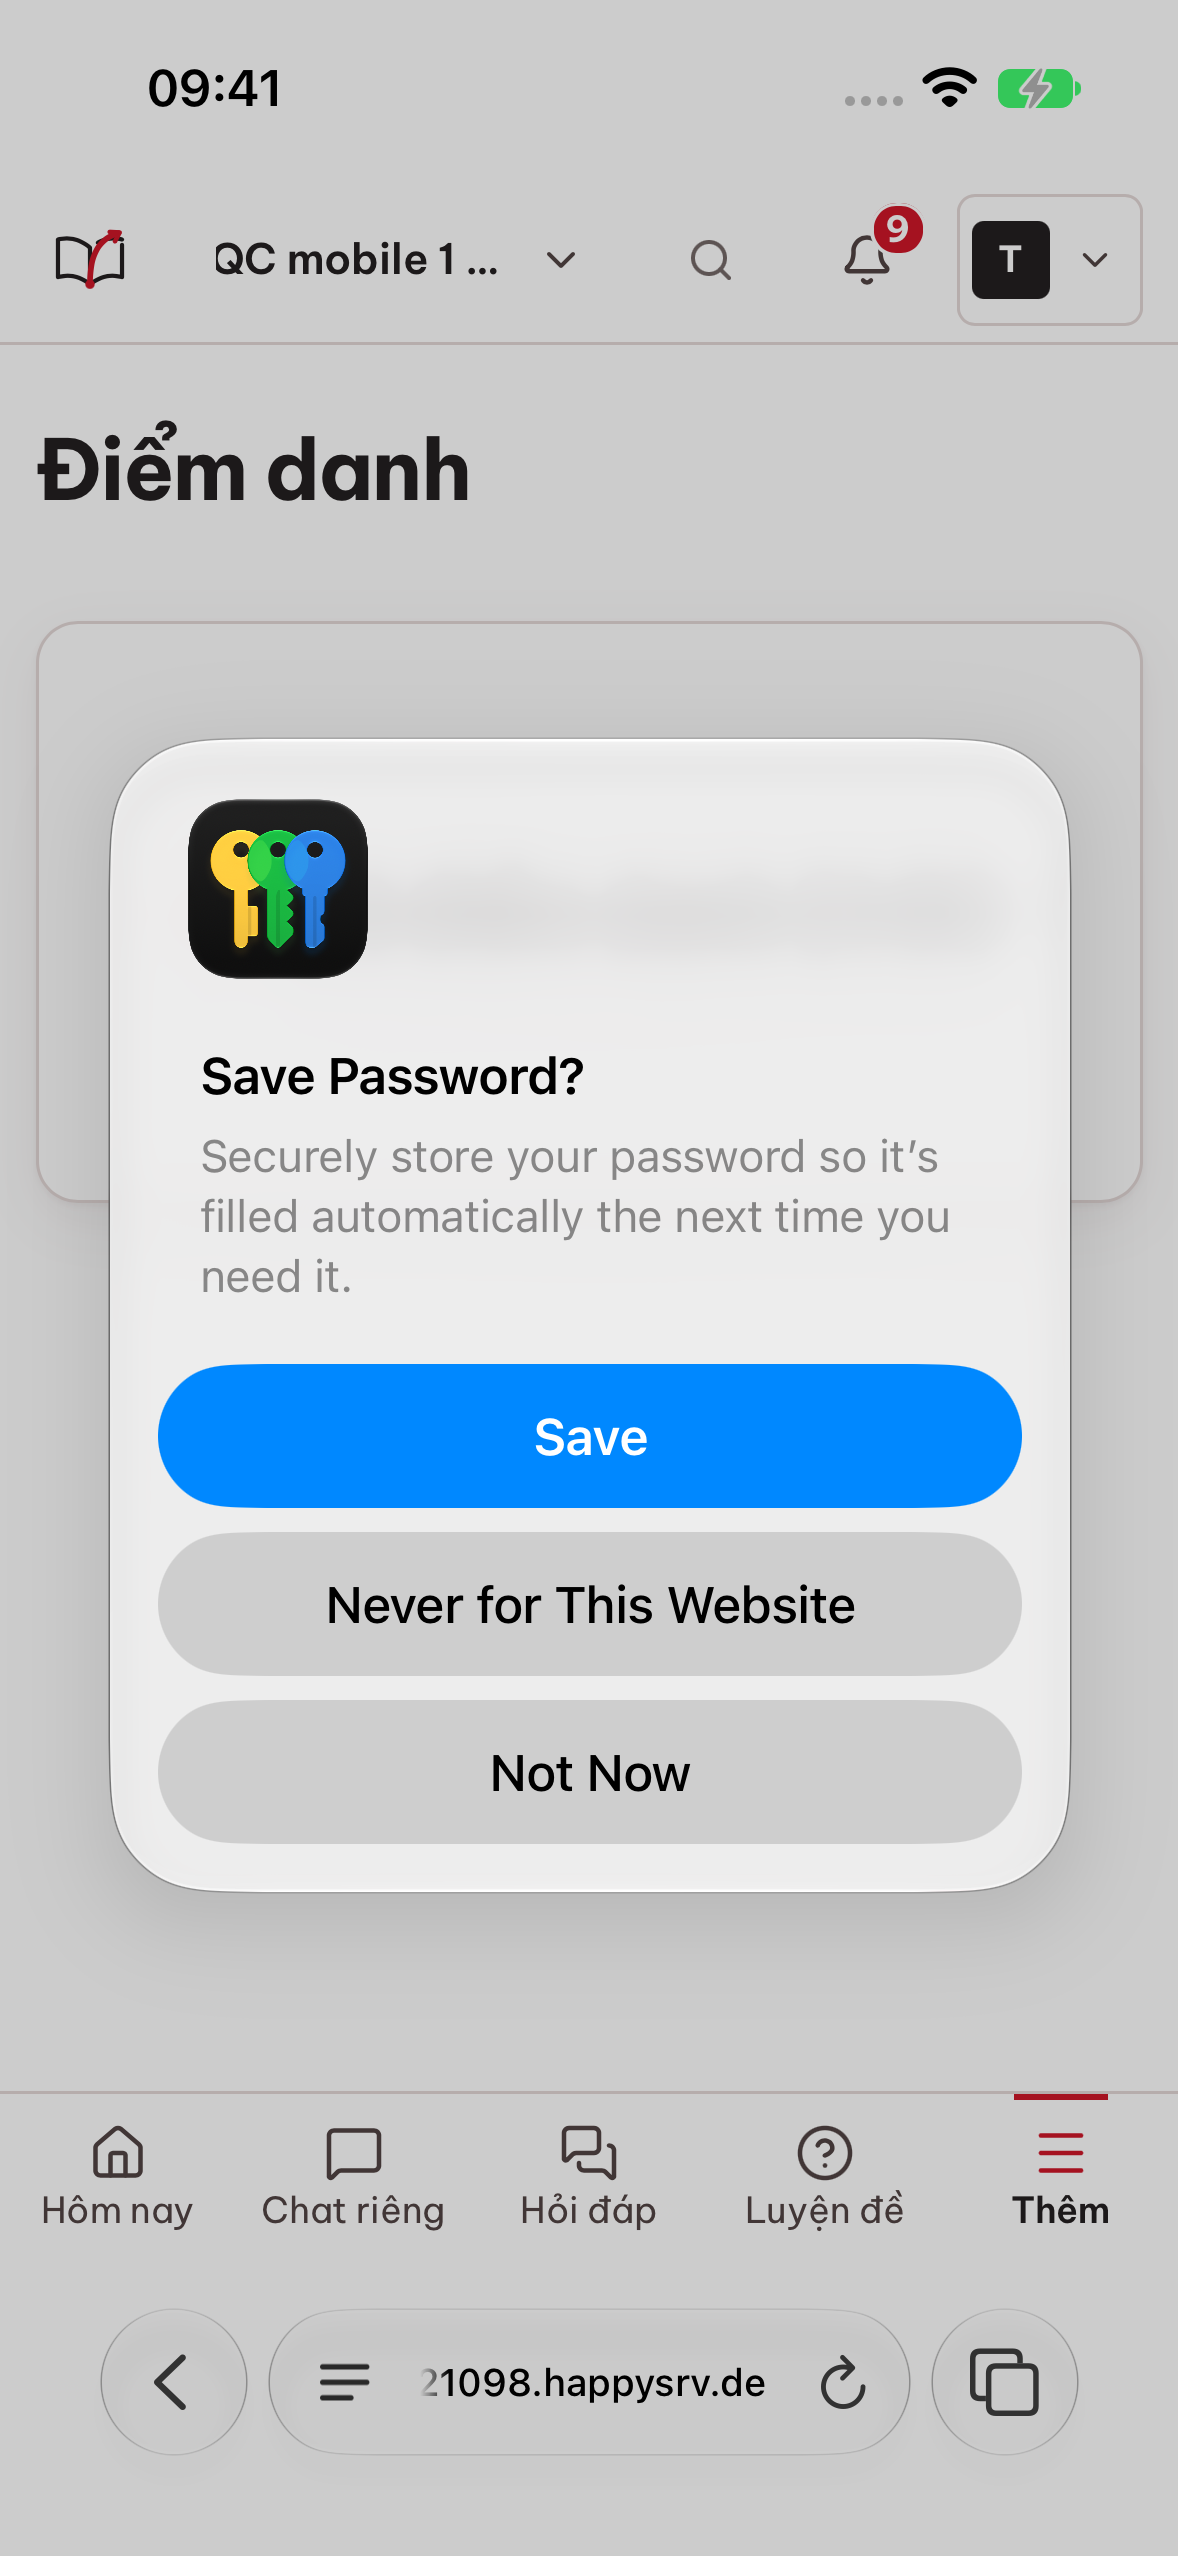 09:41
QC mobile 1 ...
9
T
Điểm danh
Save Password?
Securely store your password so it's
filled automatically the next time you
need it.
Save
Never for This Website
Not Now
Hôm nay
Chat riêng
Hỏi đáp
Luyện đề
Thêm
21098.happysrv.de